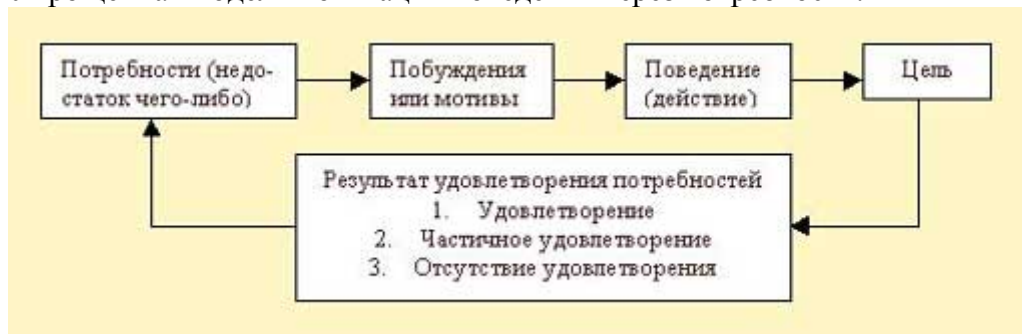 Потребности (недо-
статок чего-либо)
Побуждения
или мотивы
Поведение
(действие)
Цель
Результат удовлетворения потребностей
1. Удовлетворение
2. Частичное удовлетворение
3. Отсутствие удовлетворения